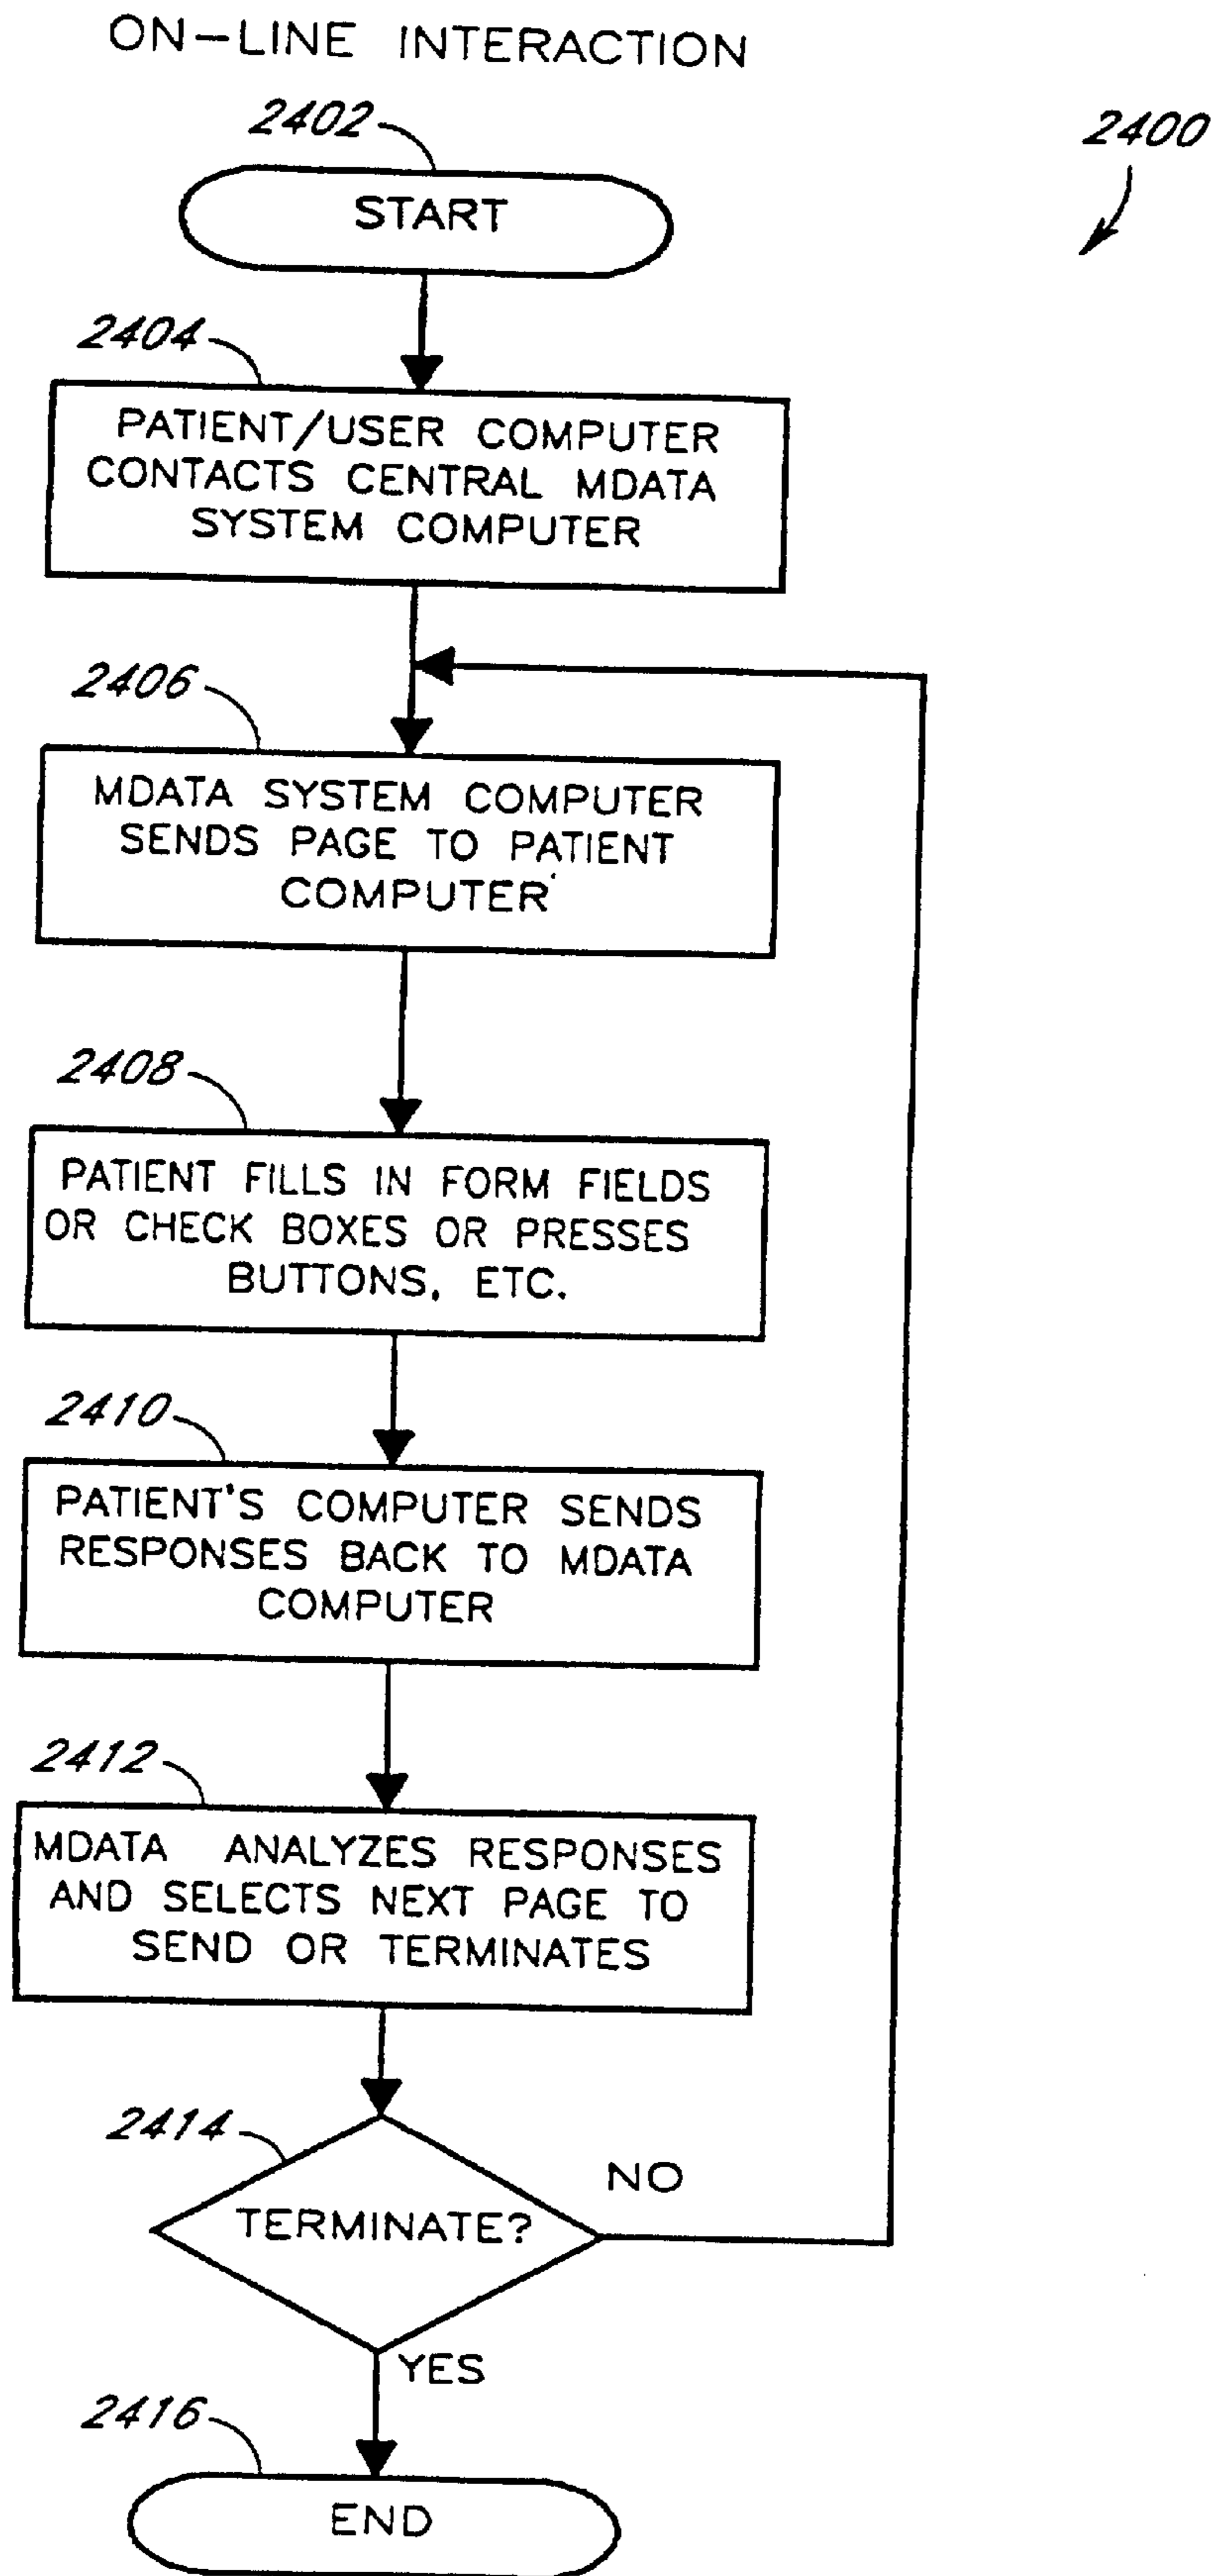 ON-LINE INTERACTION
2400
2402
START
2404
PATIENT/USER COMPUTER
CONTACTS CENTRAL MDATA
SYSTEM COMPUTER
2406
MDATA SYSTEM COMPUTER
SENDS PAGE TO PATIENT
COMPUTER
2408
PATIENT FILLS IN FORM FIELDS
OR CHECK BOXES OR PRESSES
BUTTONS, ETC.
2410
PATIENT'S COMPUTER SENDS
RESPONSES BACK TO MDATA
COMPUTER
2412
MDATA ANALYZES RESPONSES
AND SELECTS NEXT PAGE TO
SEND OR TERMINATES
2414
TERMINATE?
NO
YES
2416
END